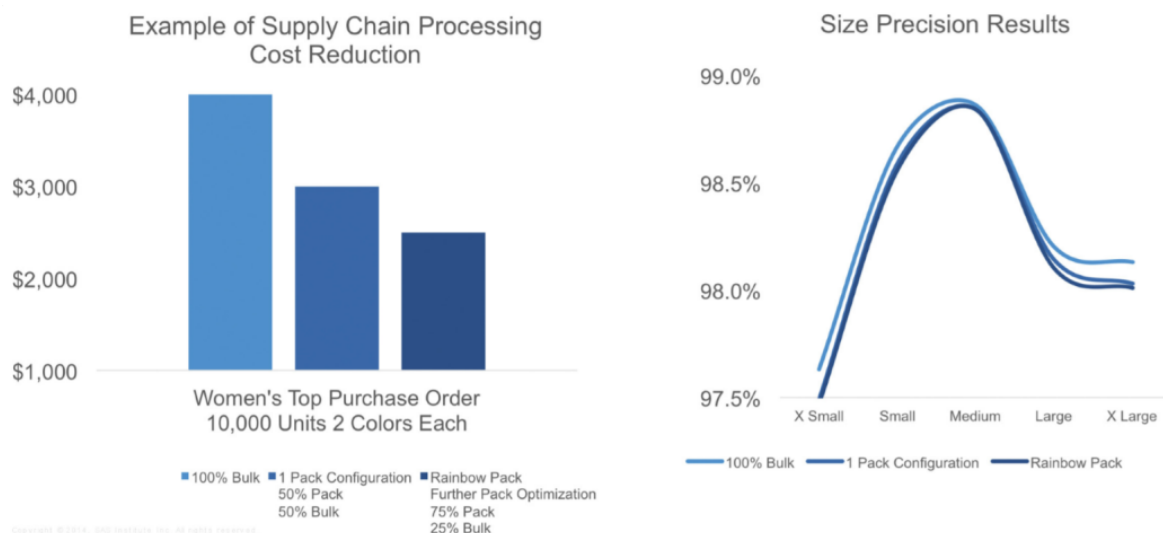 Example of Supply Chain Processing
Cost Reduction
$4,000
$3,000
$2,000
$1,000
Women's Top Purchase Order
10,000 Units 2 Colors Each
100% Bulk
1 Pack Configuration
50% Pack
50% Bulk
Rainbow Pack
Further Pack Optimization
75% Pack
25% Bulk
Size Precision Results
99.0%
98.5%
98.0%
97.5%
X Small
Small
Medium
Large
X Large
100% Bulk
1 Pack Configuration
Rainbow Pack